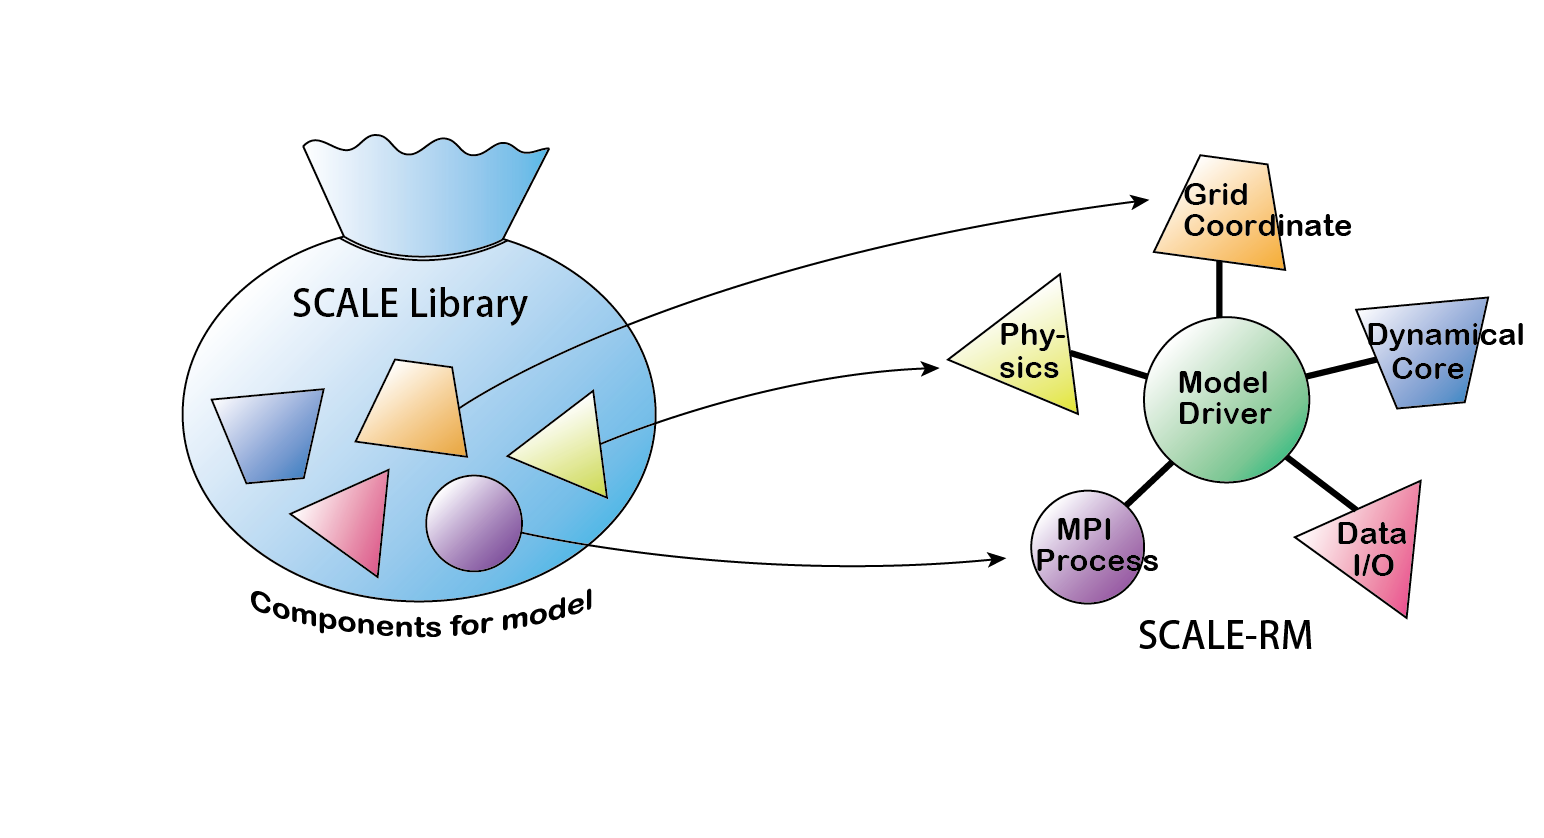 SCALE Library
Components for model
Grid
Coordinate
Phy-
sics
Dynamical
Core
Model
Driver
MPI
Process
Data
I/O
SCALE-RM